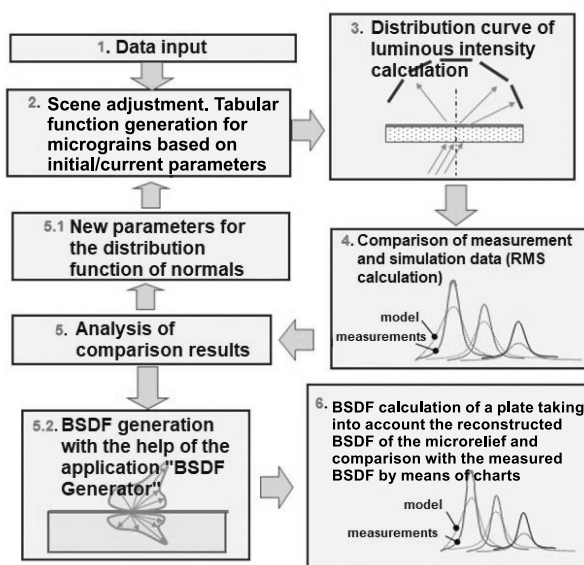 1. Data input
2. Scene adjustment. Tabular
function generation for
micrograins based on
initial/current parameters
3. Distribution curve of
luminous intensity
calculation
4. Comparison of measurement
and simulation data (RMS
calculation)
model
measurements
5.1 New parameters for
the distribution
function of normals
5. Analysis of
comparison results
5.2. BSDF generation
with the help of the
application "BSDF
Generator"
6. BSDF calculation of a plate taking
into account the reconstructed
BSDF of the microrelief and
comparison with the measured
BSDF by means of charts
model
measurements